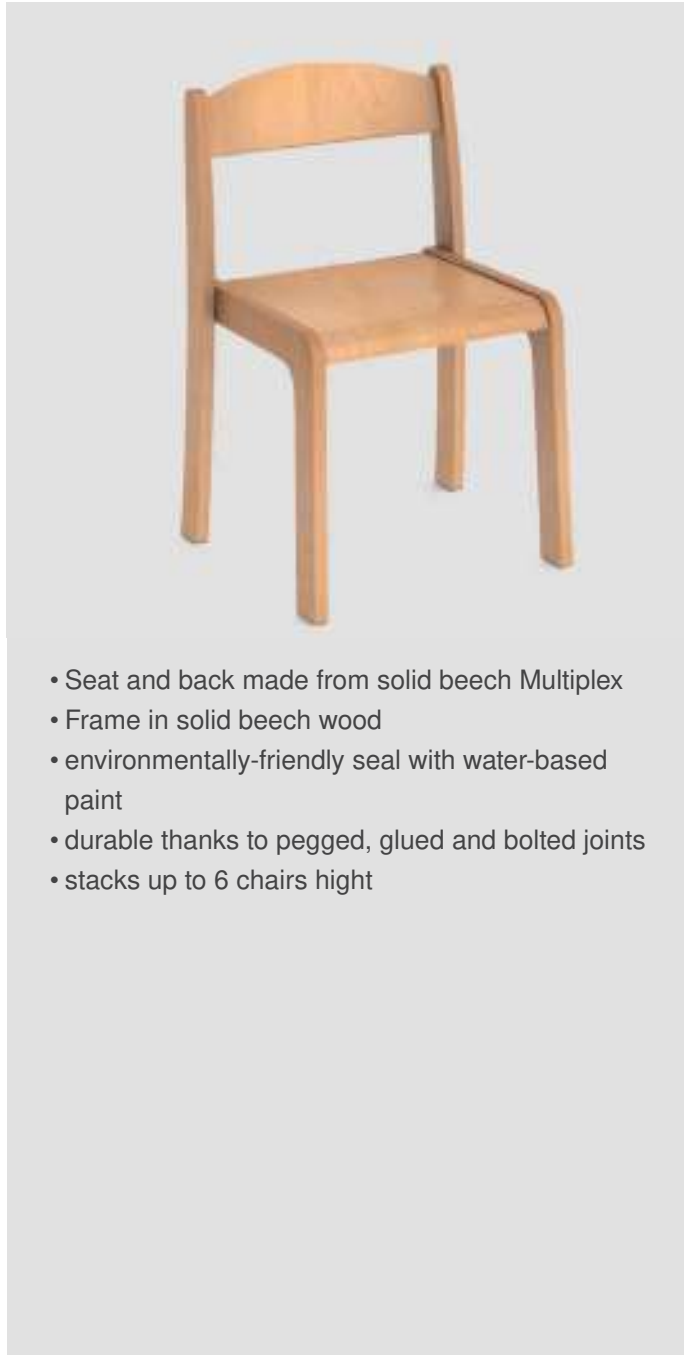 • Seat and back made from solid beech Multiplex
• Frame in solid beech wood
• environmentally-friendly seal with water-based
paint
• durable thanks to pegged, glued and bolted joints
• stacks up to 6 chairs hight